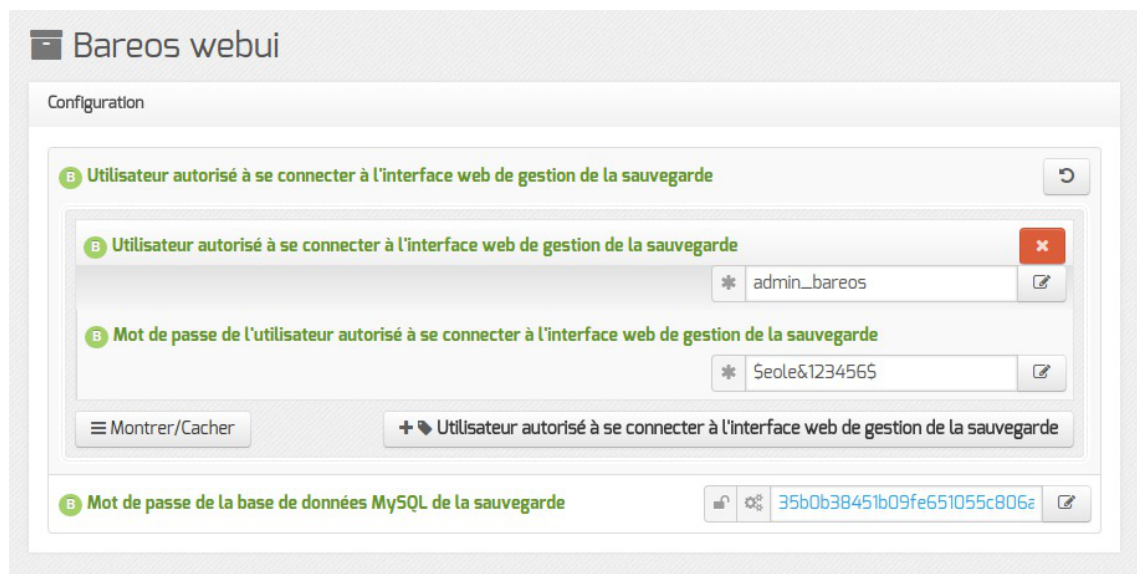 Bareos webui
Configuration
B Utilisateur autorisé à se connecter à l'interface web de gestion de la sauvegarde
B Utilisateur autorisé à se connecter à l'interface web de gestion de la sauvegarde
admin_bareos
B Mot de passe de l'utilisateur autorisé à se connecter à l'interface web de gestion de la sauvegarde
$eole&123456$
Montrer/Cacher
Utilisateur autorisé à se connecter à l'interface web de gestion de la sauvegarde
B Mot de passe de la base de données MySQL de la sauvegarde
35b0b38451b09fe651055c806a